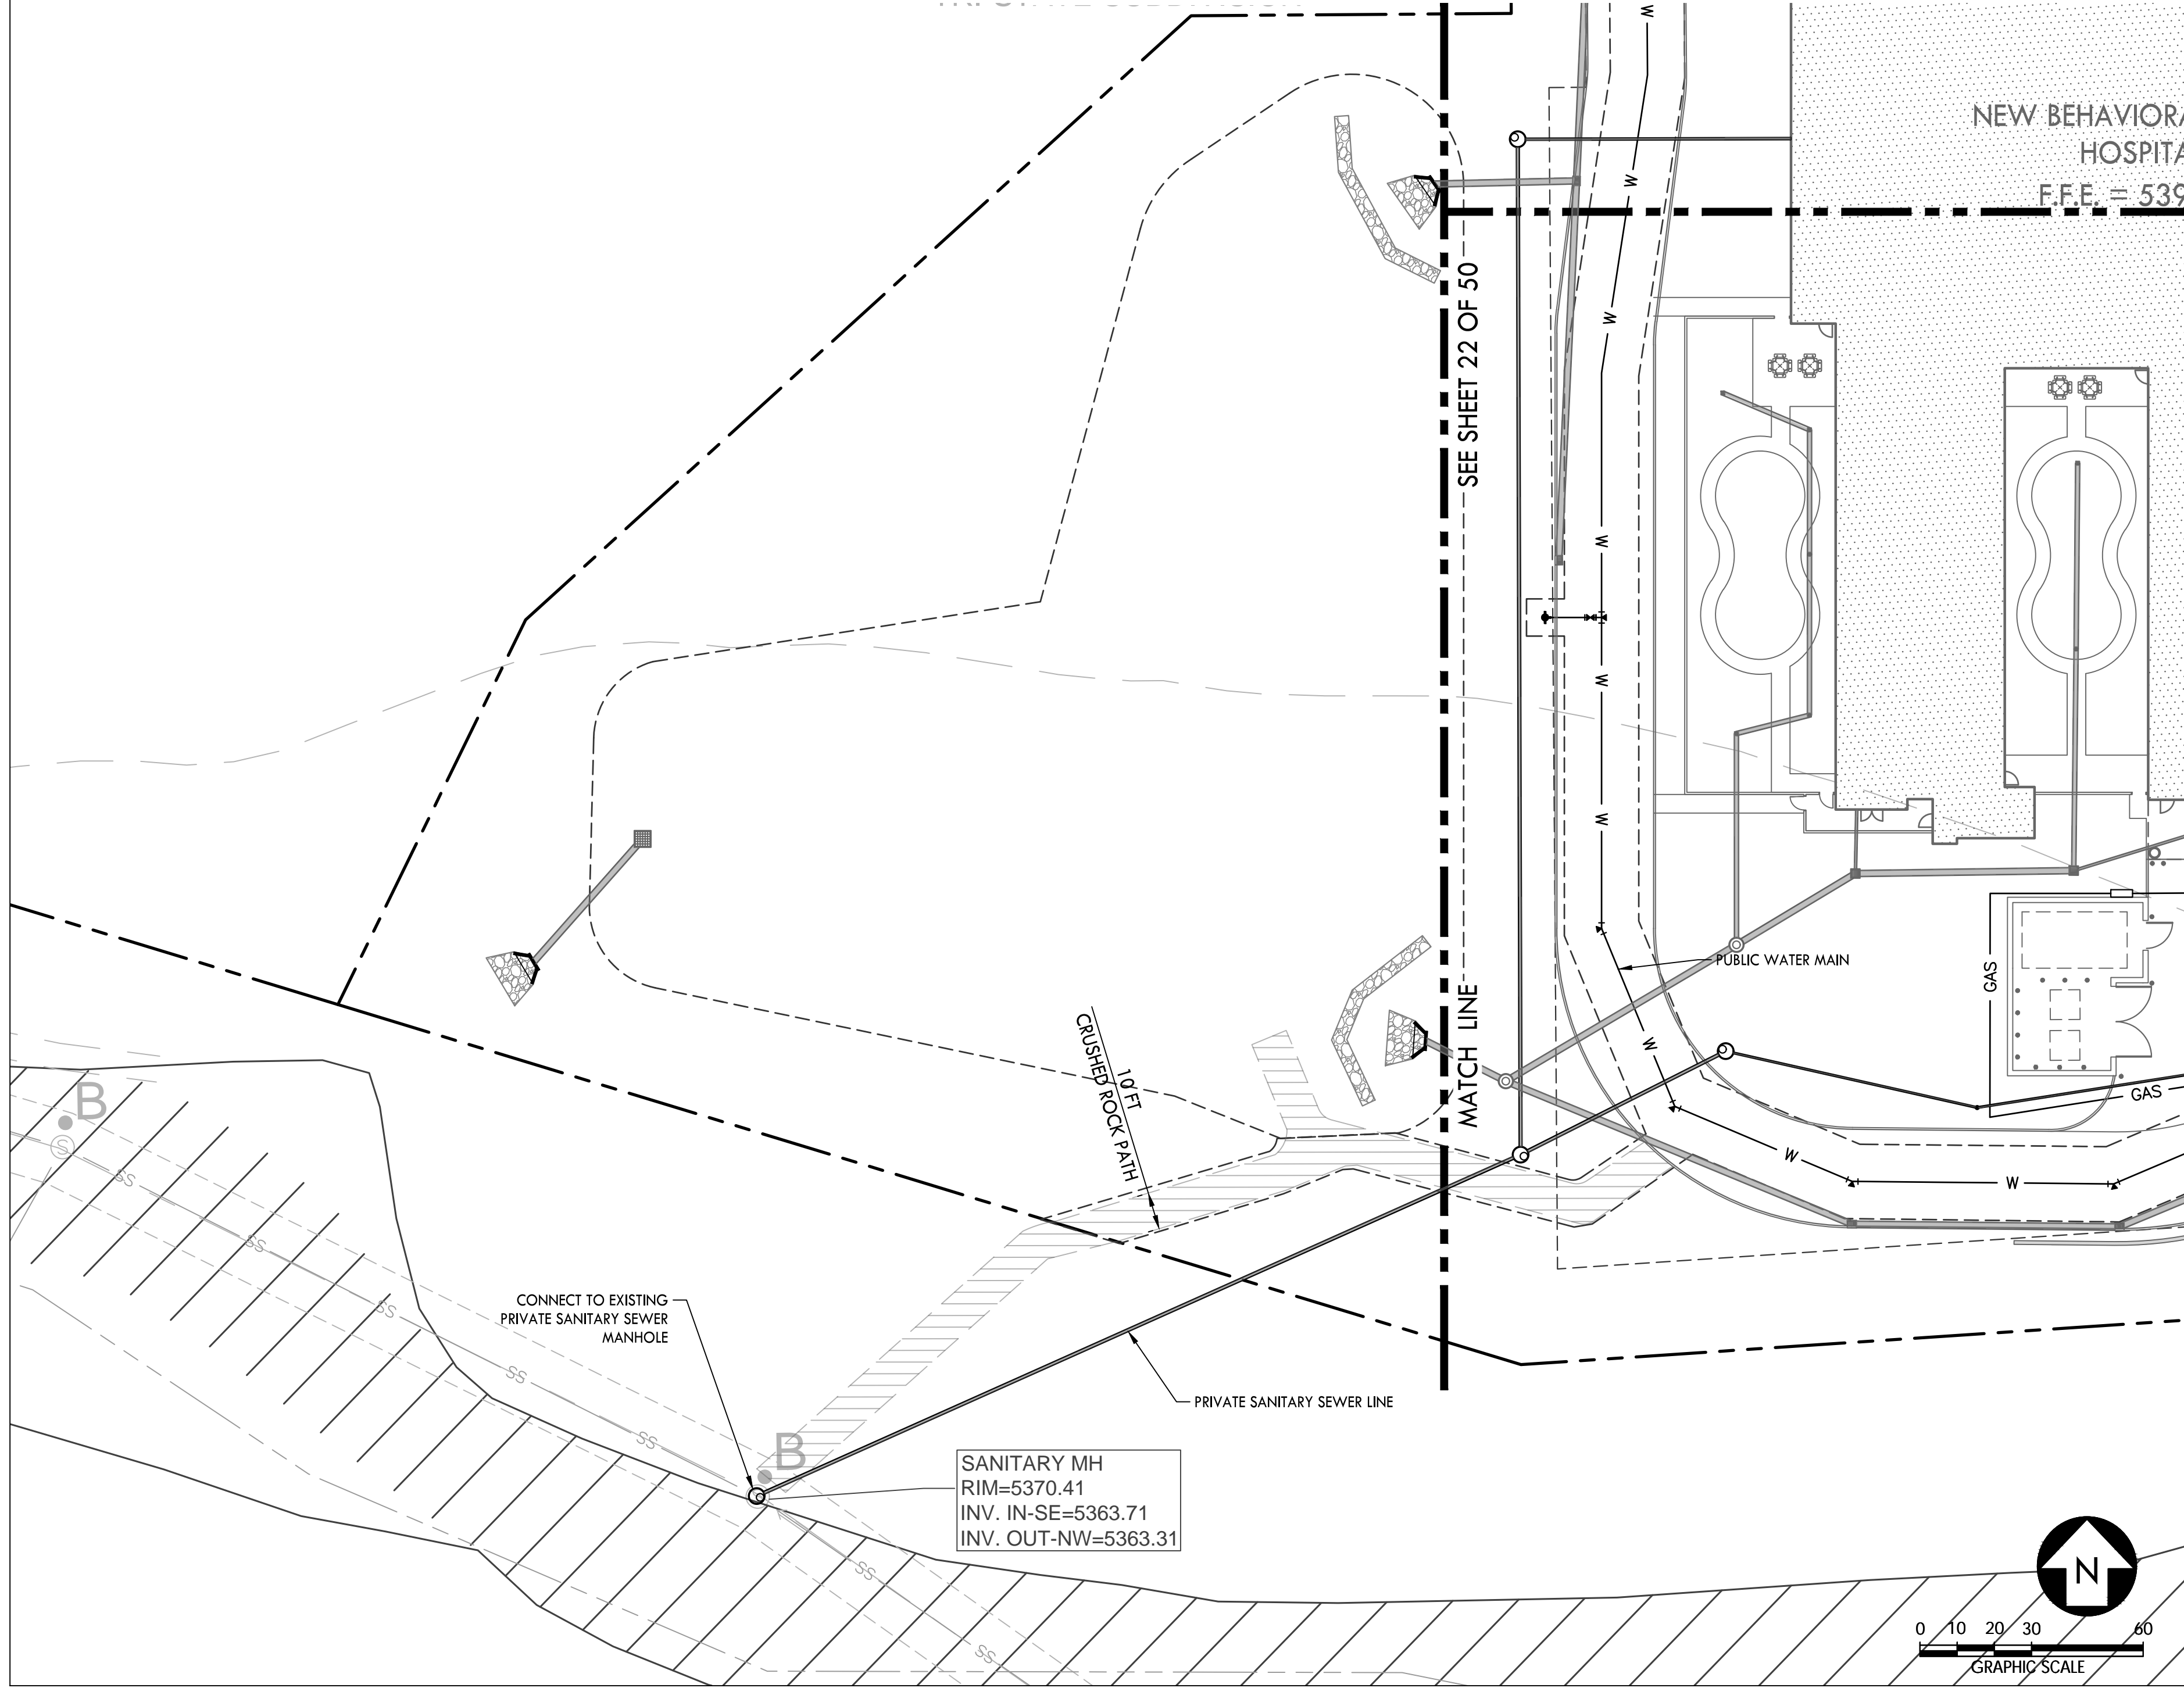 NEW BEHAVIORA
HOSPITA
F.F.E. = 539
SEE SHEET 22 OF 50
MATCH LINE
W
W
W
W
W
W
W
W
W
PUBLIC WATER MAIN
GAS
GAS
10 FT
CRUSHED ROCK PATH
B
S
SS
SS
SS
SS
SS
CONNECT TO EXISTING
PRIVATE SANITARY SEWER
MANHOLE
PRIVATE SANITARY SEWER LINE
B
SANITARY MH
RIM=5370.41
INV. IN-SE=5363.71
INV. OUT-NW=5363.31
SS
SS
N
0 10 20 30 60
GRAPHIC SCALE